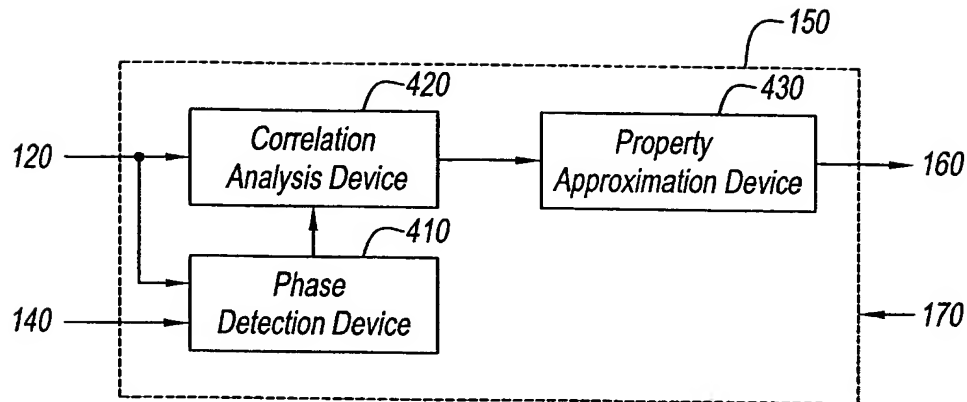 150
420
430
120
Correlation
Analysis Device
Property
Approximation Device
160
410
Phase
Detection Device
140
170